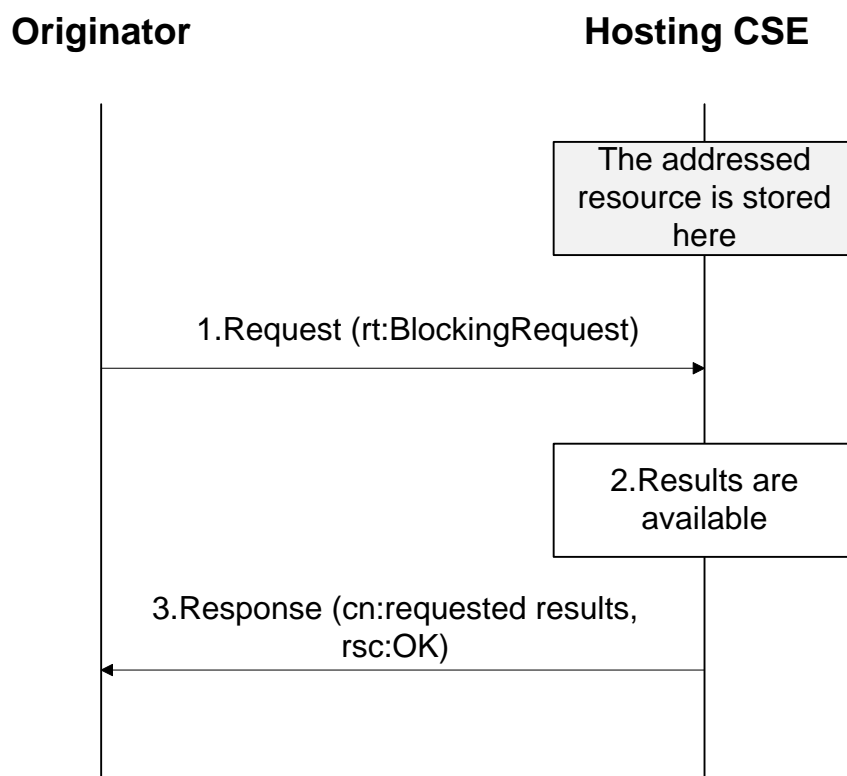 Originator
Hosting CSE
The addressed
resource is stored
here
1.Request (rt:BlockingRequest)
2.Results are
available
3.Response (cn:requested results,
rsc:OK)